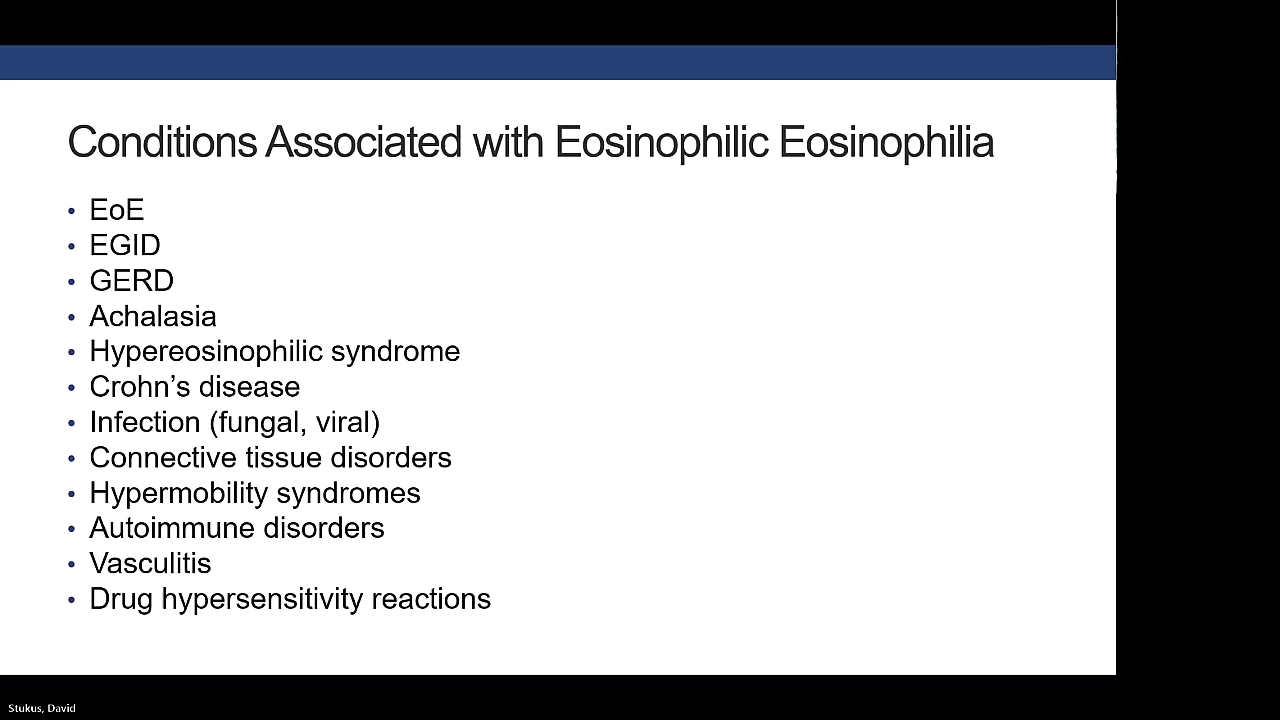 Conditions Associated with Eosinophilic Eosinophilia
• EoE
• EGID
• GERD
• Achalasia
• Hypereosinophilic syndrome
• Crohn’s disease
• Infection (fungal, viral)
• Connective tissue disorders
• Hypermobility syndromes
• Autoimmune disorders
• Vasculitis
• Drug hypersensitivity reactions
Stukus, David